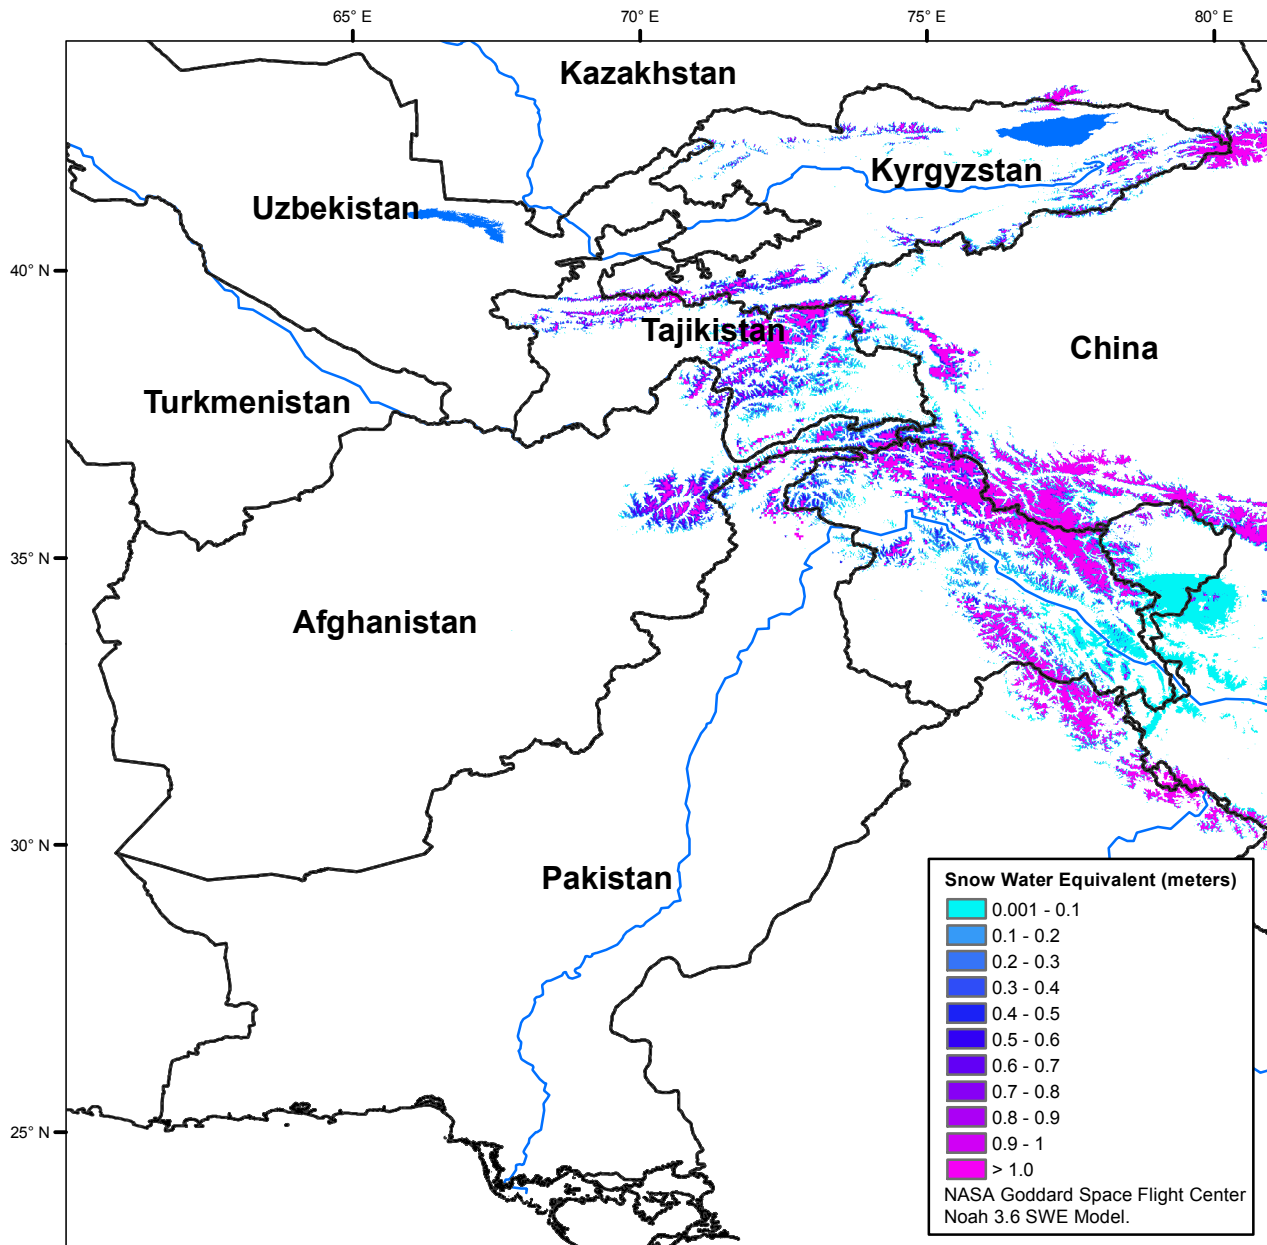 65° E
70° E
75° E
80° E
Kazakhstan
Kyrgyzstan
Uzbekistan
40° N
Tajikistan
China
Turkmenistan
35° N
Afghanistan
30° N
Pakistan
25° N
Snow Water Equivalent (meters)
0.001 - 0.1
0.1 - 0.2
0.2 - 0.3
0.3 - 0.4
0.4 - 0.5
0.5 - 0.6
0.6 - 0.7
0.7 - 0.8
0.8 - 0.9
0.9 - 1
> 1.0
NASA Goddard Space Flight Center
Noah 3.6 SWE Model.